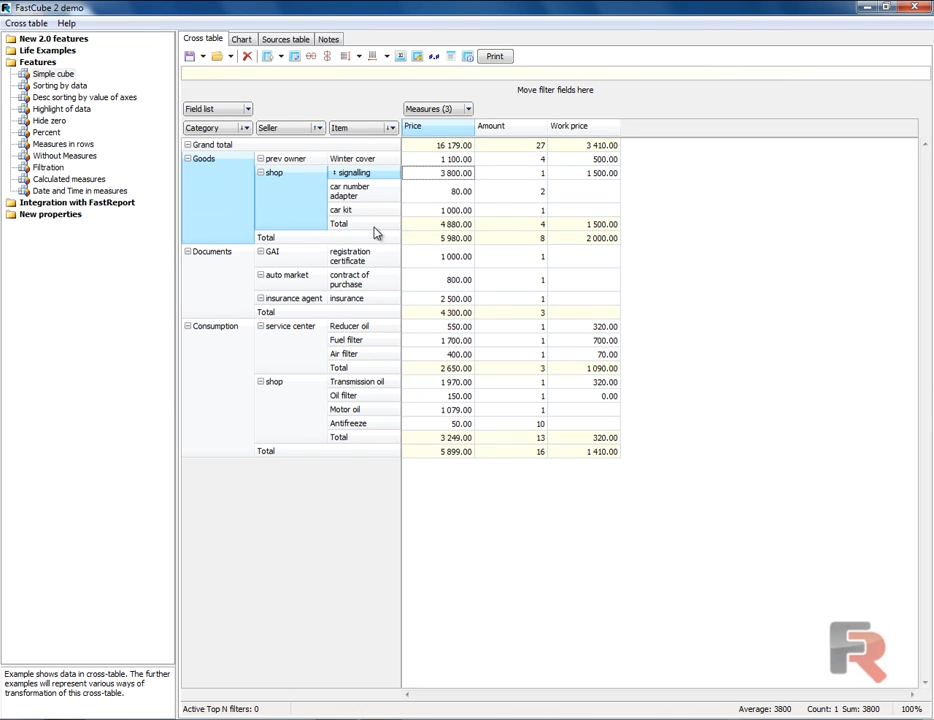 FastCube 2 demo
Cross table Help
New 2.0 features
Life Examples
Features
Simple cube
Sorting by data
Desc sorting by value of axes
Highlight of data
Hide zero
Percent
Measures in rows
Without Measures
Filtration
Calculated measures
Date and Time in measures
Integration with FastReport
New properties
Example shows data in cross-table. The further
examples will represent various ways of
transformation of this cross-table.
Cross table Chart Sources table Notes
Print
Move filter fields here
Field list Measures (3)
Category Seller Item Price Amount Work price
Grand total 16 179.00 27 3 410.00
Goods prev owner Winter cover 1 100.00 4 500.00
shop signalling 3 800.00 1 1 500.00
car number
adapter 80.00 2
car kit 1 000.00 1
Total 4 880.00 4 1 500.00
Total 5 980.00 8 2 000.00
Documents GAI registration
certificate 1 000.00 1
auto market contract of
purchase 800.00 1
insurance agent insurance 2 500.00 1
Total 4 300.00 3
Consumption service center Reducer oil 550.00 1 320.00
Fuel filter 1 700.00 1 700.00
Air filter 400.00 1 70.00
Total 2 650.00 3 1 090.00
shop Transmission oil 1 970.00 1 320.00
Oil filter 150.00 1 0.00
Motor oil 1 079.00 1
Antifreeze 50.00 10
Total 3 249.00 13 320.00
Total 5 899.00 16 1 410.00
FR
Active Top N filters: 0 Average: 3800 Count: 1 Sum: 3800 100%